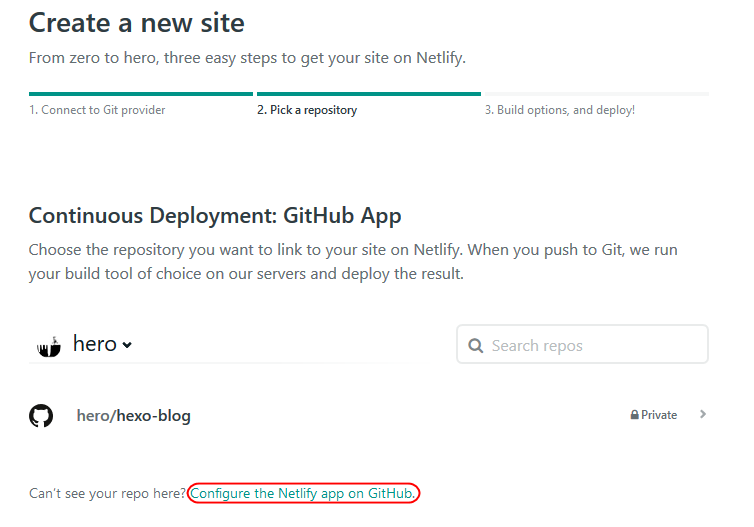 Create a new site
From zero to hero, three easy steps to get your site on Netlify.
1. Connect to Git provider
2. Pick a repository
3. Build options, and deploy!
Continuous Deployment: GitHub App
Choose the repository you want to link to your site on Netlify. When you push to Git, we run
your build tool of choice on our servers and deploy the result.
hero
Search repos
hero/hexo-blog
Private
Can't see your repo here? Configure the Netlify app on GitHub.